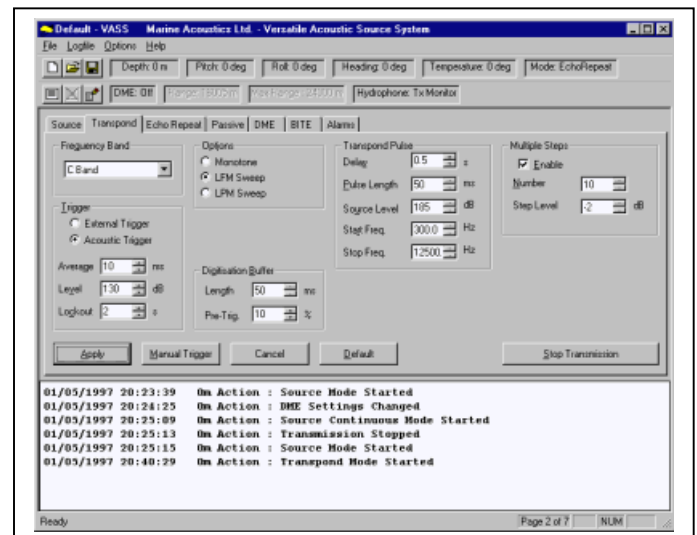 Default - VASS Marine Acoustics Ltd. - Versatile Acoustic Source System
File Logfile Options Help
Depth: 0 m Pitch: 0 deg Roll: 0 deg Heading: 0 deg Temperature: 0 deg Mode: EchoRepeat
DME: Off Range: Max Range: Hydrophone: Tx Monitor
Source Transpond Echo Repeat Passive DME BITE Alarms
Frequency Band
C Band
Trigger
External Trigger
Acoustic Trigger
Average 10 ms
Level 130 dB
Lockout 2 s
Options
Monotone
LFM Sweep
LPM Sweep
Digitisation Buffer
Length 50 ms
Pre-Trig. 10 %
Transpond Pulse
Delay 0.5 s
Pulse Length 50 ms
Source Level 185 dB
Start Freq. 300.0 Hz
Stop Freq. 12500. Hz
Multiple Steps
Enable
Number 10
Step Level -2 dB
Apply Manual Trigger Cancel Default Stop Transmission
01/05/1997 20:23:39 0m Action : Source Mode Started
01/05/1997 20:24:25 0m Action : DME Settings Changed
01/05/1997 20:25:09 0m Action : Source Continuous Mode Started
01/05/1997 20:25:13 0m Action : Transmission Stopped
01/05/1997 20:25:15 0m Action : Source Mode Started
01/05/1997 20:40:29 0m Action : Transpond Mode Started
Ready Page 2 of 7 NUM